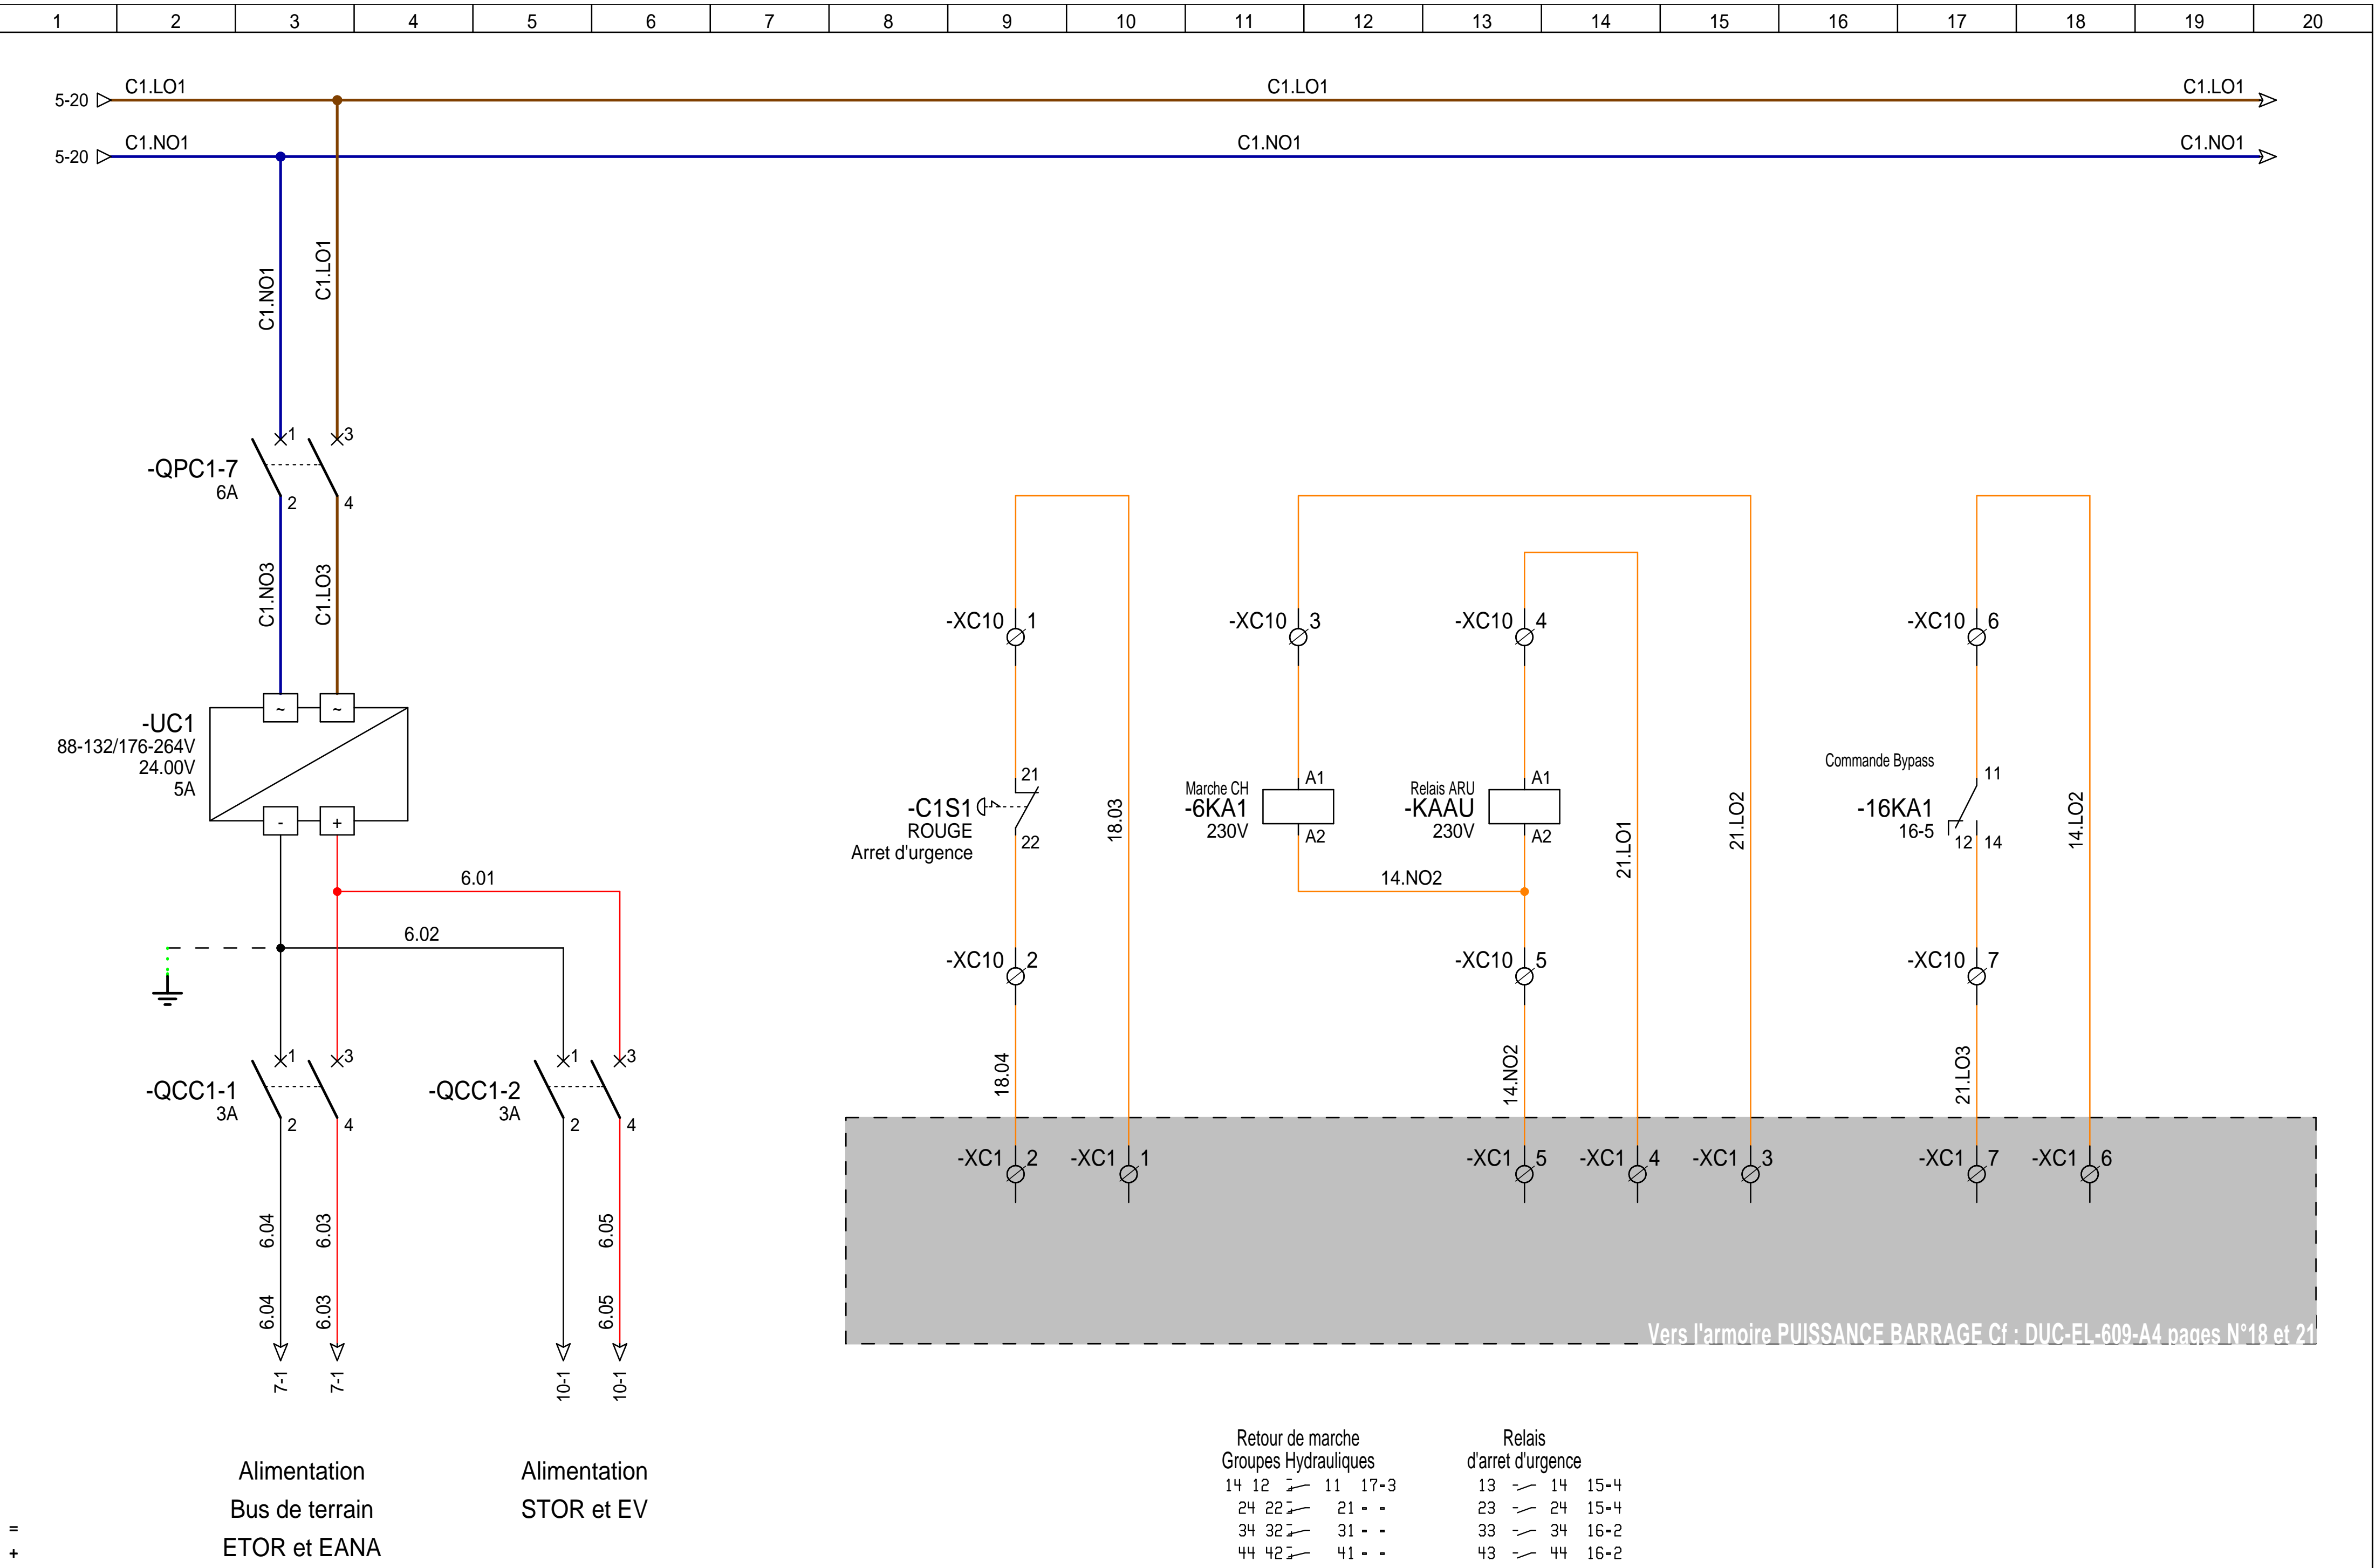 1 2 3 4 5 6 7 8 9 10 11 12 13 14 15 16 17 18 19 20
5-20 C1.LO1 C1.LO1 C1.LO1
5-20 C1.NO1 C1.NO1 C1.NO1
C1.NO1 C1.LO1
-QPC1-7 1 3
6A 2 4
C1.NO3 C1.LO3
-UC1 ~ ~
88-132/176-264V
24.00V
5A
- +
6.01
6.02
-QCC1-1 1 3
3A 2 4
-QCC1-2 1 3
3A 2 4
6.04 6.03 6.05
6.04 6.03 6.05
7-1 7-1 10-1 10-1
Alimentation
Bus de terrain
ETOR et EANA
Alimentation
STOR et EV
=
+
-XC10 1
-XC10 3
-XC10 4
-XC10 6
21
-C1S1
ROUGE
Arret d'urgence
22
18.03
Marche CH A1
-6KA1
230V A2
Relais ARU A1
-KAAU
230V A2
14.NO2
21.LO1
21.LO2
Commande Bypass
11
-16KA1
16-5
12 14
14.LO2
-XC10 2
-XC10 5
-XC10 7
18.04
14.NO2
21.LO3
-XC1 2 -XC1 1 -XC1 5 -XC1 4 -XC1 3 -XC1 7 -XC1 6
Vers l'armoire PUISSANCE BARRAGE Cf : DUC-EL-609-A4 pages N°18 et 21
Retour de marche
Groupes Hydrauliques
14 12 11 17-3
24 22 21 - -
34 32 31 - -
44 42 41 - -
Relais
d'arret d'urgence
13 14 15-4
23 24 15-4
33 34 16-2
43 44 16-2